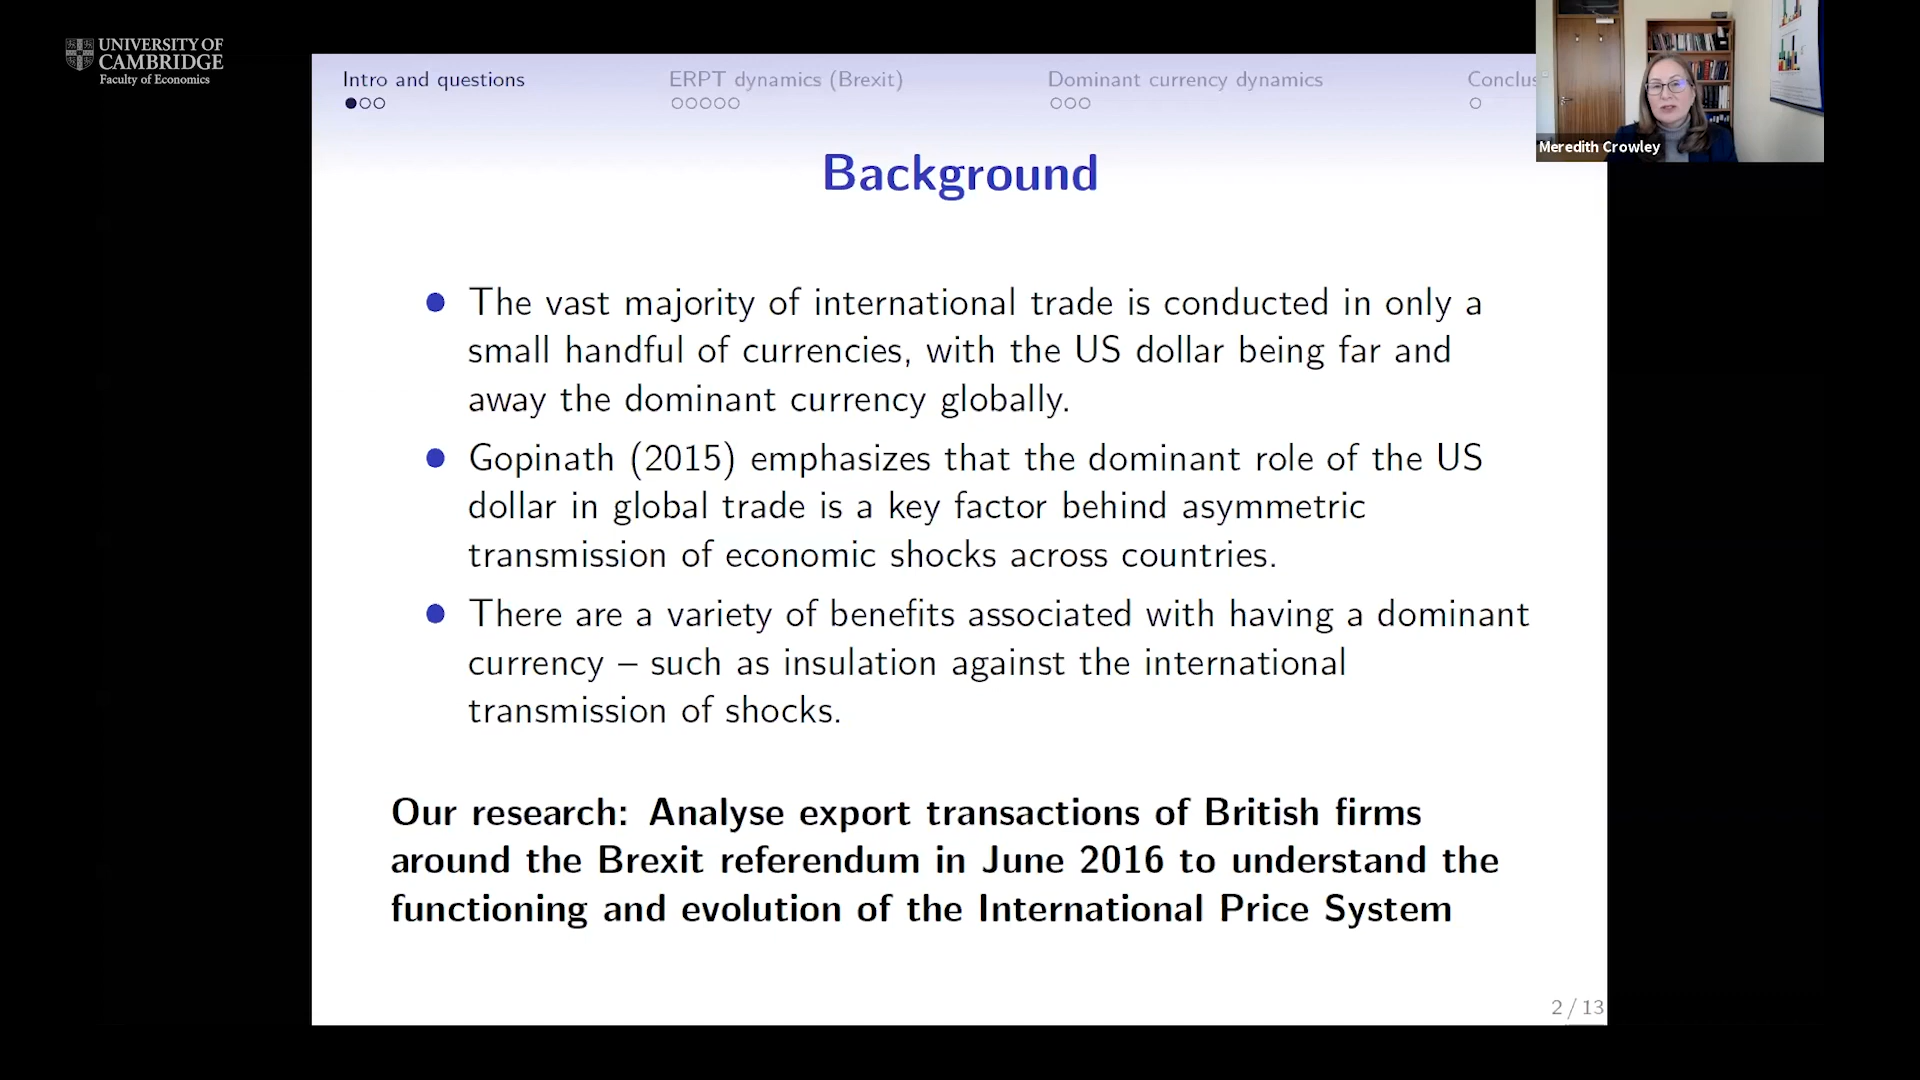 UNIVERSITY OF
CAMBRIDGE
Faculty of Economics
Intro and questions
ERPT dynamics (Brexit)
Dominant currency dynamics
Conclus
Meredith Crowley
Background
The vast majority of international trade is conducted in only a
small handful of currencies, with the US dollar being far and
away the dominant currency globally.
Gopinath (2015) emphasizes that the dominant role of the US
dollar in global trade is a key factor behind asymmetric
transmission of economic shocks across countries.
There are a variety of benefits associated with having a dominant
currency – such as insulation against the international
transmission of shocks.
Our research: Analyse export transactions of British firms
around the Brexit referendum in June 2016 to understand the
functioning and evolution of the International Price System
2 / 13